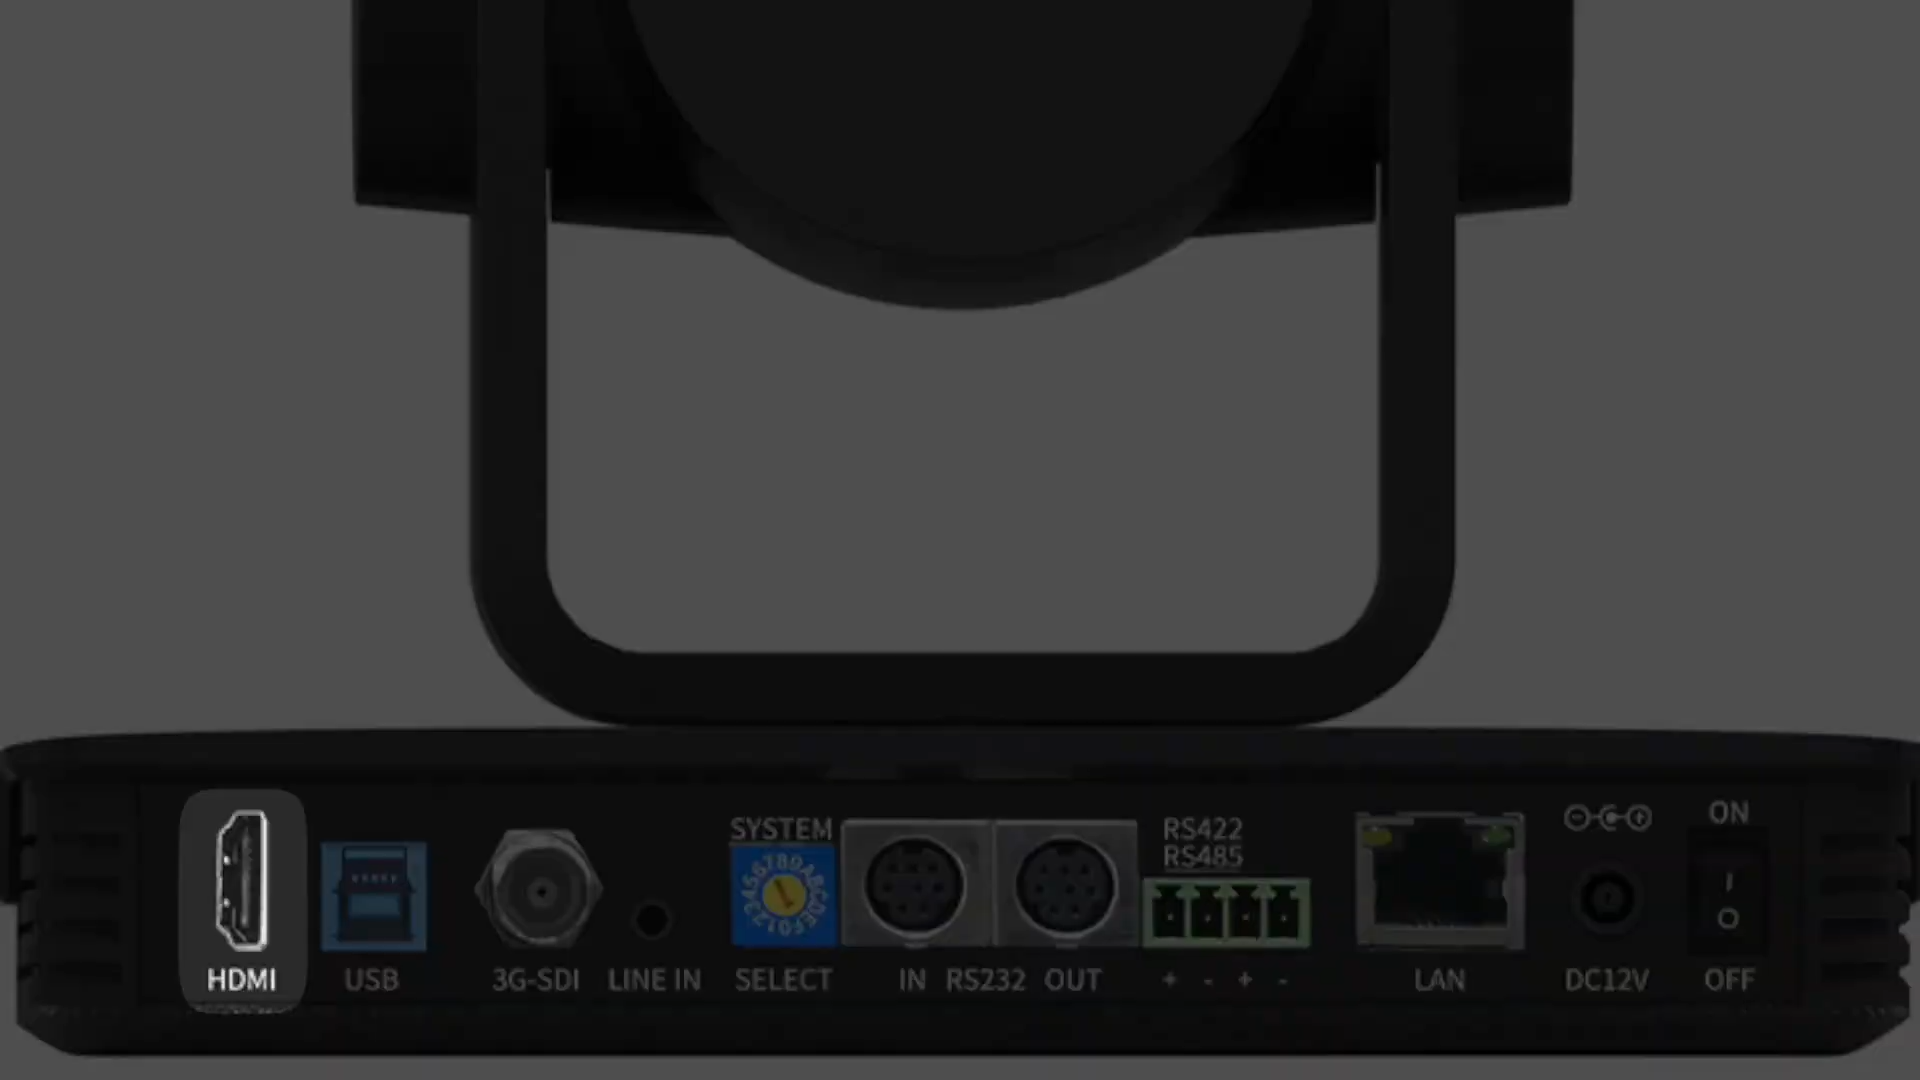 HDMI
USB
3G-SDI
LINE IN
SYSTEM
SELECT
IN RS232 OUT
RS422
RS485
+ - + -
LAN
DC12V
ON
OFF